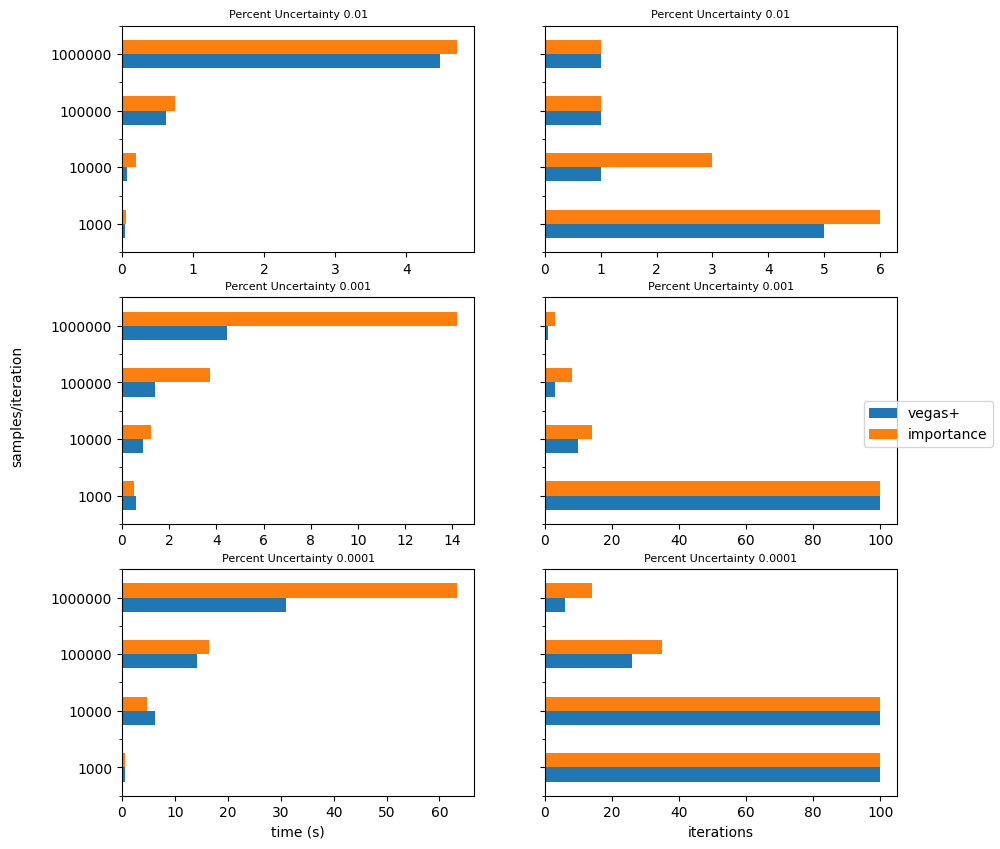 Percent Uncertainty 0.01
Percent Uncertainty 0.01
1000000
100000
10000
1000
0 1 2 3 4
0 1 2 3 4 5 6
Percent Uncertainty 0.001
Percent Uncertainty 0.001
1000000
100000
10000
1000
0 2 4 6 8 10 12 14
0 20 40 60 80 100
samples/iteration
vegas+
importance
Percent Uncertainty 0.0001
Percent Uncertainty 0.0001
1000000
100000
10000
1000
0 10 20 30 40 50 60
0 20 40 60 80 100
time (s)
iterations